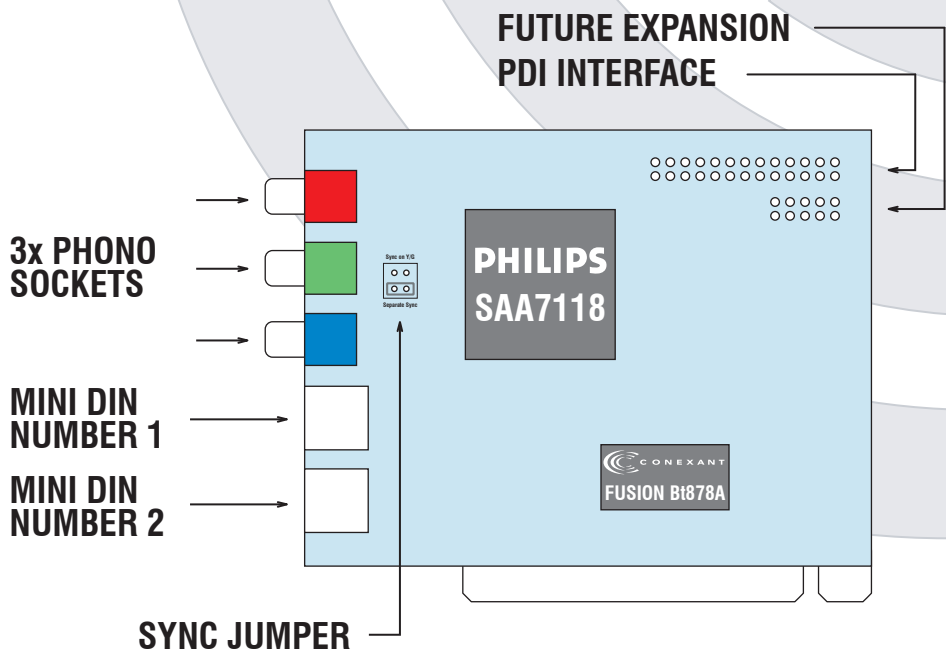 FUTURE EXPANSION
PDI INTERFACE
3x PHONO
SOCKETS
Sync on Y/G
Separate Sync
PHILIPS
SAA7118
MINI DIN
NUMBER 1
MINI DIN
NUMBER 2
CONEXANT
FUSION Bt878A
SYNC JUMPER